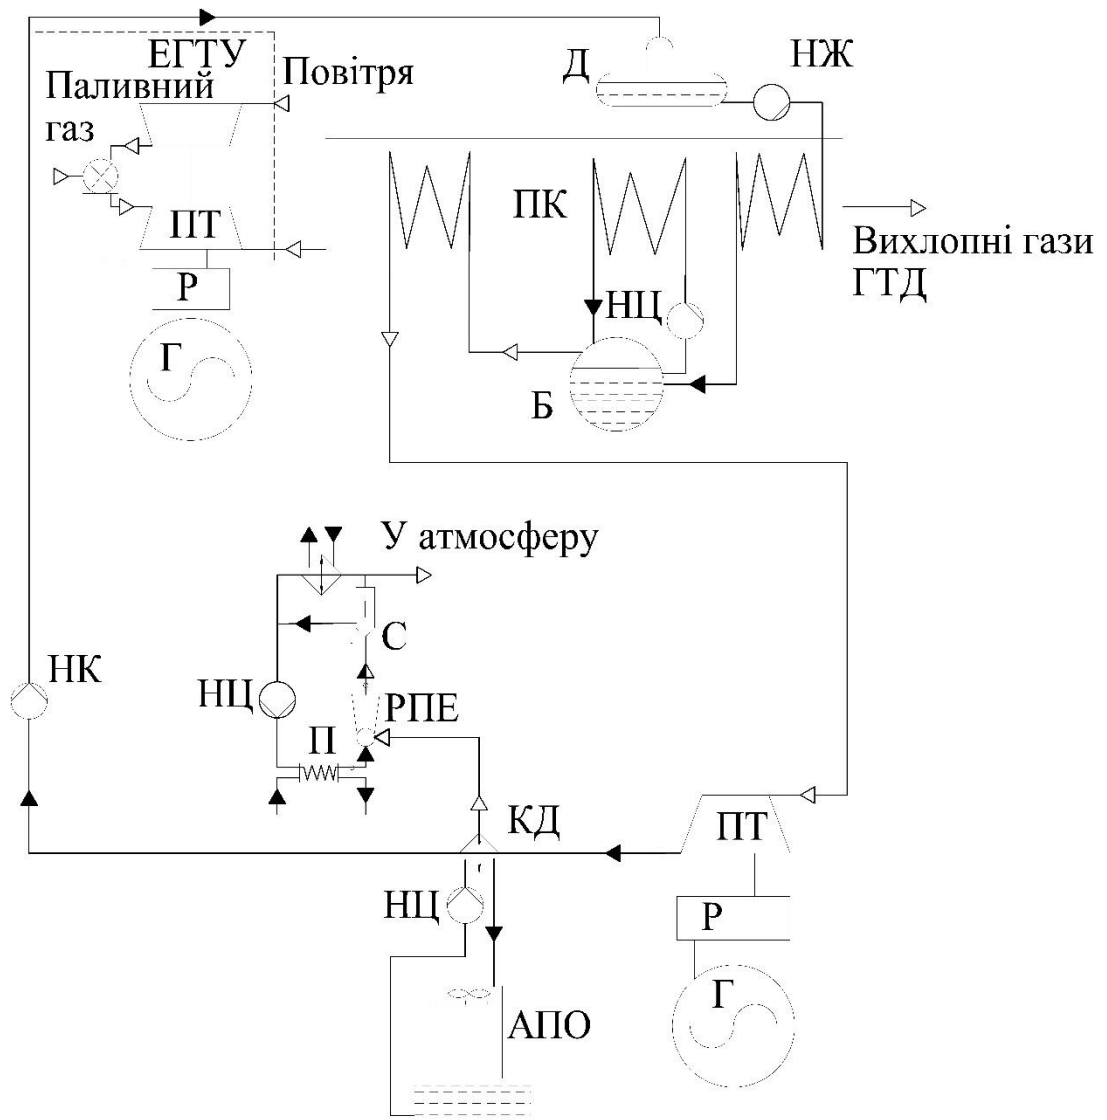 ЕГТУ
Повітря
Паливний
газ
Д
НЖ
ПК
ПТ
Р
Г
Вихлопні гази
ГТД
НЦ
Б
У атмосферу
С
НК
НЦ
РПЕ
П
КД
ПТ
НЦ
Р
Г
АПО